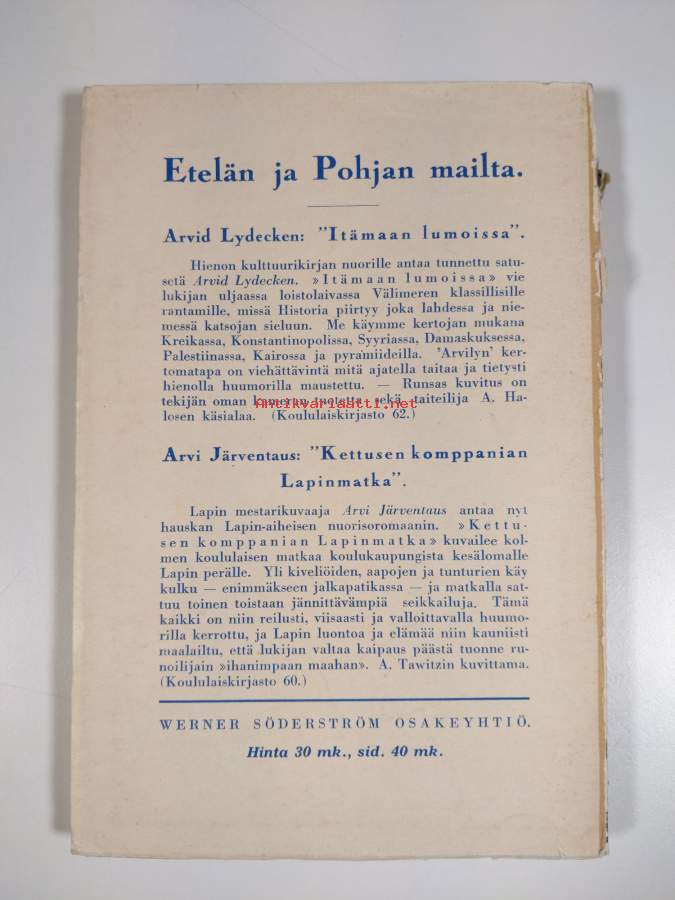 Etelän ja Pohjan mailta.
Arvid Lydecken: "Itämaan lumoissa".
Hienon kulttuurikirjan nuorille antaa tunnettu satu-
setä Arvid Lydecken. »Itämaan lumoissa» vie
lukijan uljaassa loistolaivassa Välimeren klassillisille
rantamille, missä Historia piirtyy joka lahdessa ja nie-
messä katsojan sieluun. Me käymme kertojan mukana
Kreikassa, Konstantinopolissa, Syyriassa, Damaskuksessa,
Palestiinassa, Kairossa ja pyramiideilla. 'Arvilyn' ker-
tomatapa on viehättävintä mitä ajatella taitaa ja tietysti
hienolla huumorilla maustettu. — Runsas kuvitus on
tekijän oman kameran tuotetta sekä taiteilija A. Ha-
losen käsialaa. (Koululaiskirjasto 62.)
antikvariaatti.net
Arvi Järventaus: "Kettusen komppanian
Lapinmatka".
Lapin mestarikuvaaja Arvi Järventaus antaa nyt
hauskan Lapin-aiheisen nuorisoromaanin. »Kettu-
sen komppanian Lapinmatka» kuvailee kol-
men koululaisen matkaa koulukaupungista kesälomalle
Lapin perälle. Yli kiveliöiden, aapojen ja tunturien käy
kulku — enimmäkseen jalkapatikassa — ja matkalla sat-
tuu toinen toistaan jännittävämpiä seikkailuja. Tämä
kaikki on niin reilusti, viisaasti ja valloittavalla huumo-
rilla kerrottu, ja Lapin luontoa ja elämää niin kauniisti
maalailtu, että lukijan valtaa kaipaus päästä tuonne ru-
noilijain »ihanimpaan maahan». A. Tawitzin kuvittama.
(Koululaiskirjasto 60.)
WERNER SÖDERSTRÖM OSAKEYHTIÖ.
Hinta 30 mk., sid. 40 mk.